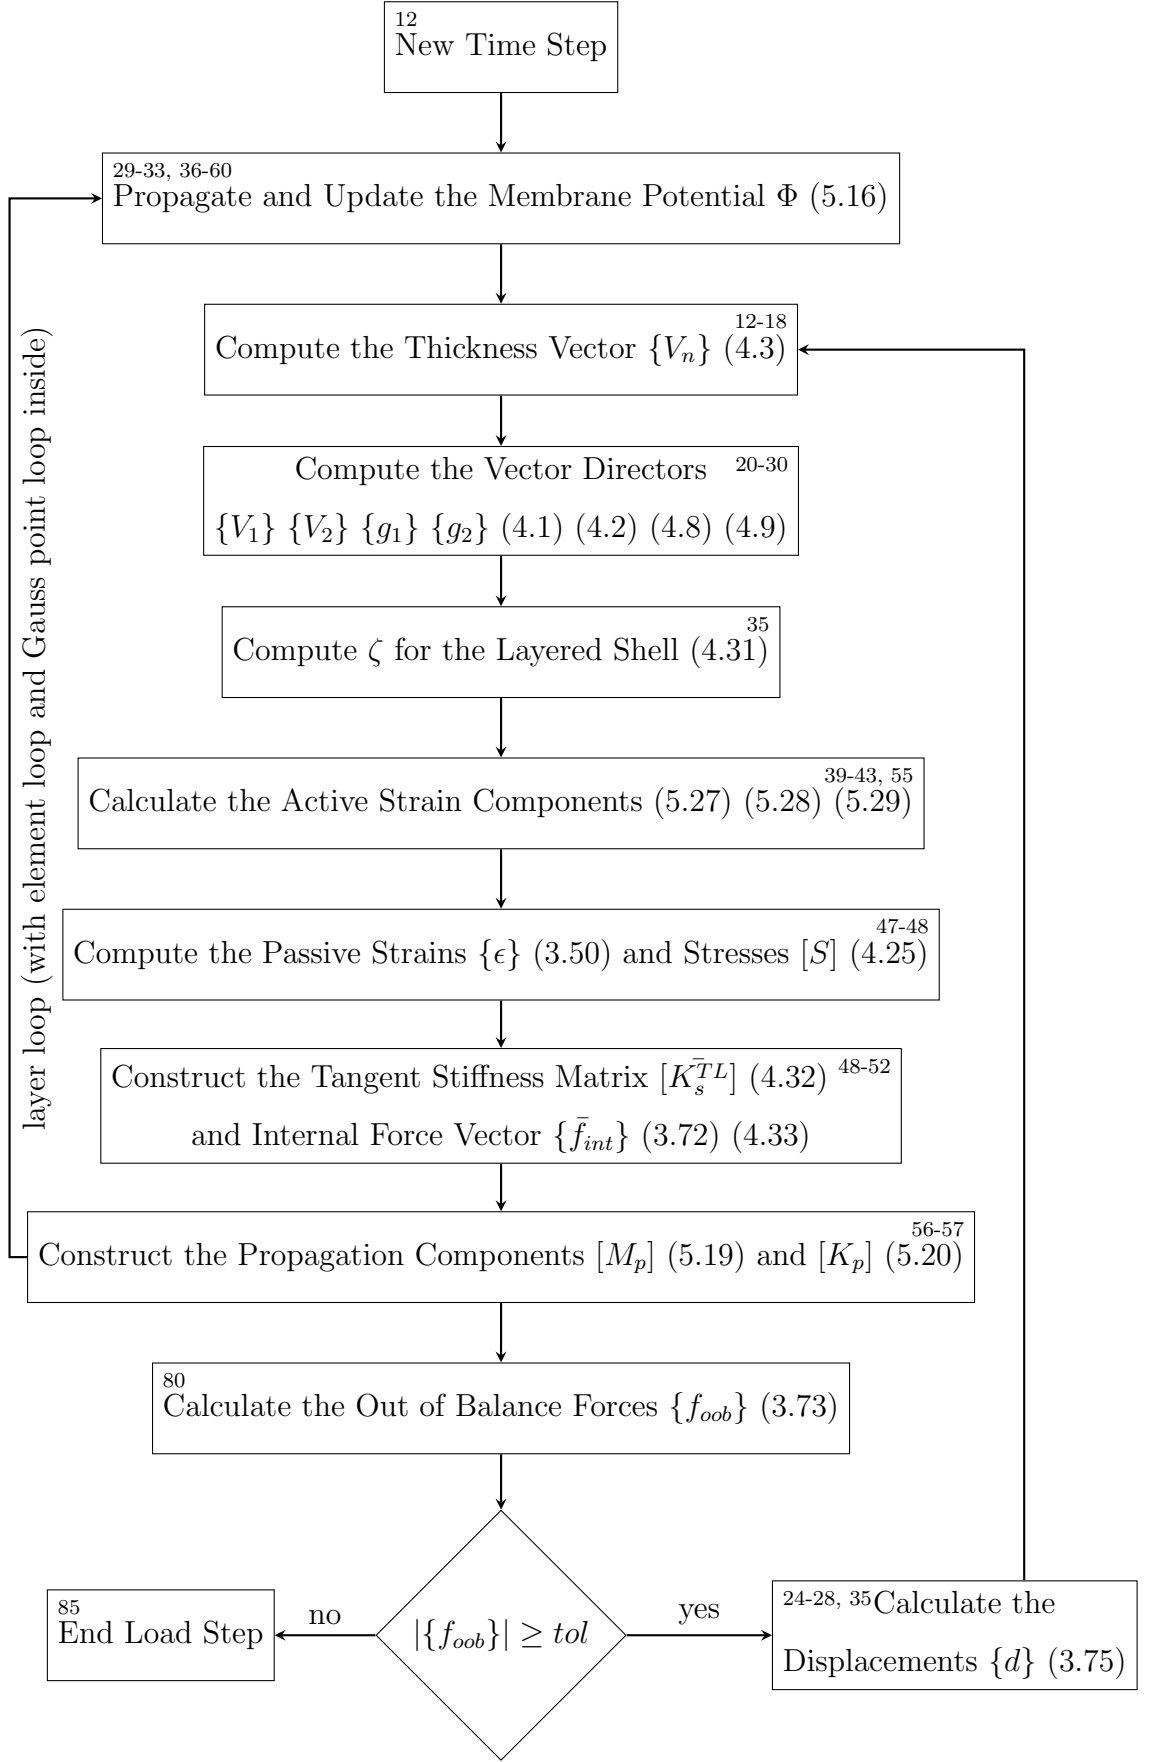 12
New Time Step
29-33, 36-60
Propagate and Update the Membrane Potential Φ (5.16)
12-18
Compute the Thickness Vector {V_n} (4.3)
Compute the Vector Directors 20-30
{V_1} {V_2} {g_1} {g_2} (4.1) (4.2) (4.8) (4.9)
35
Compute ζ for the Layered Shell (4.31)
39-43, 55
Calculate the Active Strain Components (5.27) (5.28) (5.29)
47-48
Compute the Passive Strains {ϵ} (3.50) and Stresses [S] (4.25)
Construct the Tangent Stiffness Matrix [K̄_s^{TL}] (4.32) 48-52
and Internal Force Vector {f̄_{int}} (3.72) (4.33)
56-57
Construct the Propagation Components [M_p] (5.19) and [K_p] (5.20)
layer loop (with element loop and Gauss point loop inside)
80
Calculate the Out of Balance Forces {f_{oob}} (3.73)
|{f_{oob}}| ≥ tol
no
85
End Load Step
yes
24-28, 35 Calculate the
Displacements {d} (3.75)